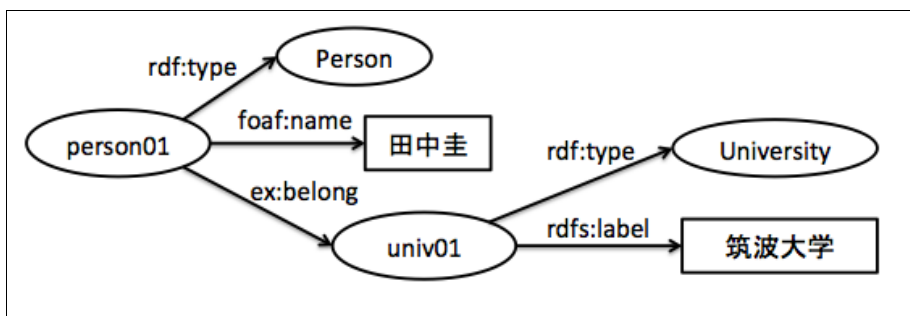 Person
rdf:type
foaf:name
person01
田中圭
rdf:type
University
ex:belong
univ01
rdfs:label
筑波大学